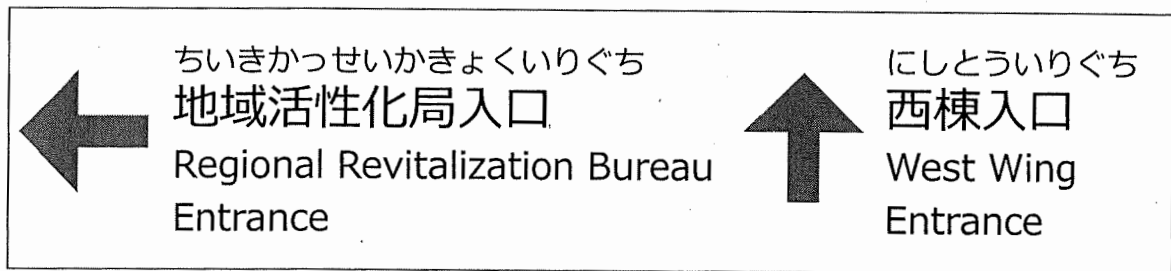 ちいきかっせいかきょくいりぐち
地域活性化局入口
Regional Revitalization Bureau
Entrance
にしとういりぐち
西棟入口
West Wing
Entrance